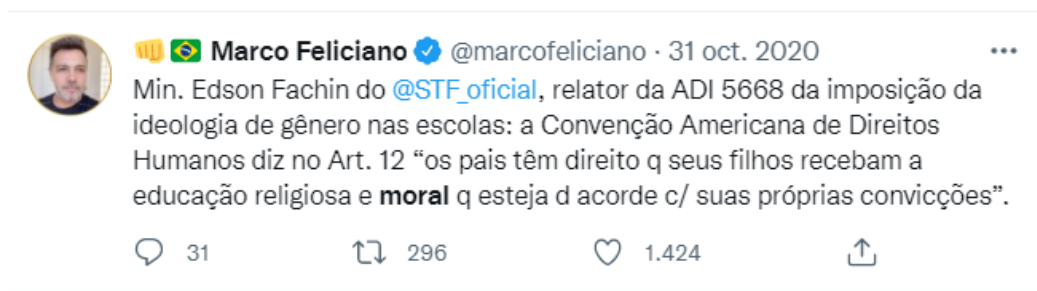 👊🇧🇷 Marco Feliciano @marcofeliciano · 31 oct. 2020
Min. Edson Fachin do @STF_oficial, relator da ADI 5668 da imposição da
ideologia de gênero nas escolas: a Convenção Americana de Direitos
Humanos diz no Art. 12 “os pais têm direito q seus filhos recebam a
educação religiosa e moral q esteja d acorde c/ suas próprias convicções”.
31 296 1.424